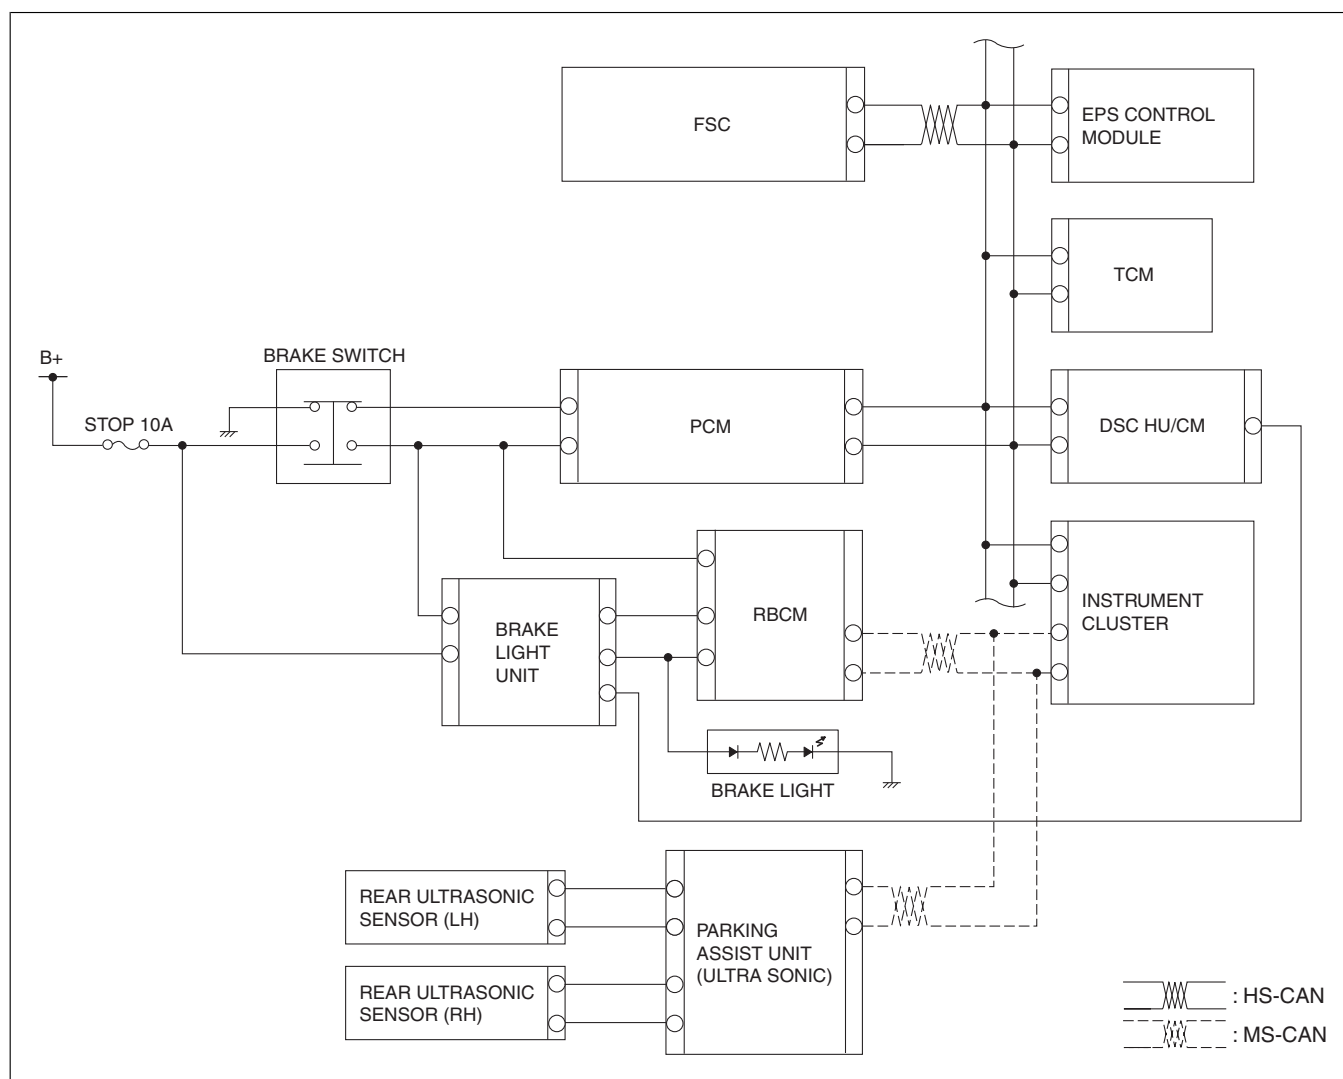 FSC
EPS CONTROL
MODULE
TCM
B+
BRAKE SWITCH
STOP 10A
PCM
DSC HU/CM
RBCM
BRAKE
LIGHT
UNIT
INSTRUMENT
CLUSTER
BRAKE LIGHT
REAR ULTRASONIC
SENSOR (LH)
PARKING
ASSIST UNIT
(ULTRA SONIC)
REAR ULTRASONIC
SENSOR (RH)
: HS-CAN
: MS-CAN